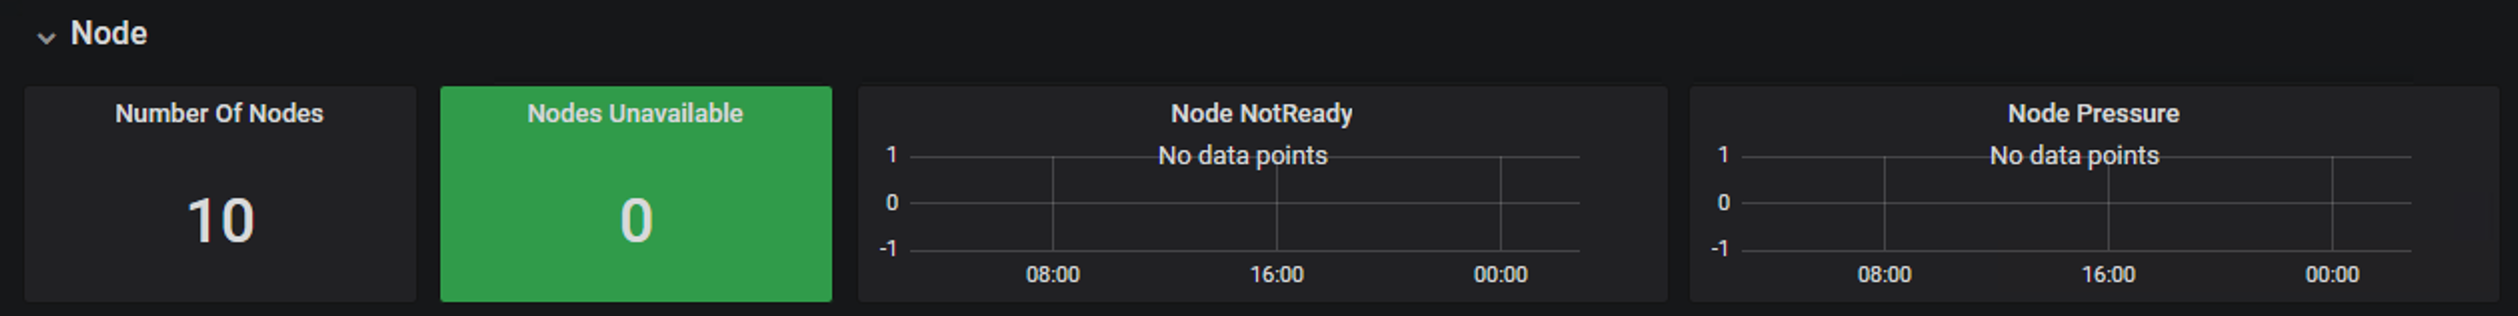 Node
Number Of Nodes
10
Nodes Unavailable
0
Node NotReady
No data points
1
0
-1
08:00 16:00 00:00
Node Pressure
No data points
1
0
-1
08:00 16:00 00:00